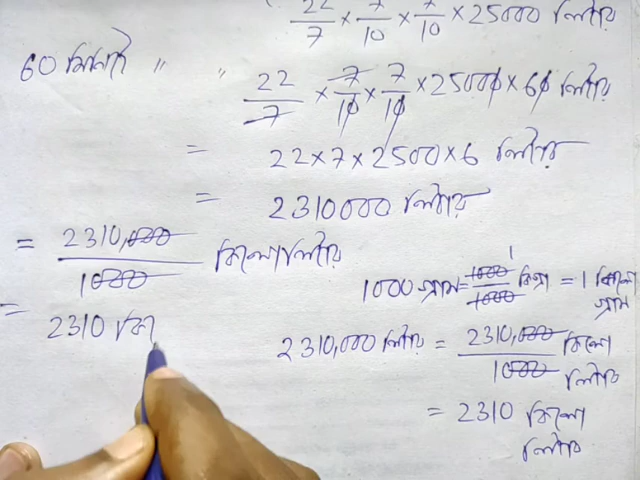 22/7 × 7/10 × 7/10 × 25000 লিটার
60 মিনিটে " " 22/7 × 7/10 × 7/10 × 25000 × 60 লিটার
= 22×7×2500×6 লিটার
= 2310000 লিটার
= 2310,000/1000 কিলোলিটার
= 2310 কি
1000 গ্রাম = 1000/1000 কিগ্রা = 1 কিলো গ্রাম
1
2310,000 লিটার = 2310,000/1000 কিলো লিটার
= 2310 কিলো লিটার